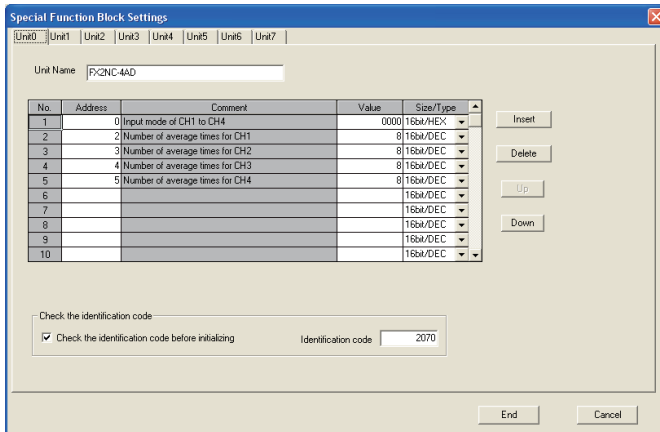 Special Function Block Settings
Unit0 Unit1 Unit2 Unit3 Unit4 Unit5 Unit6 Unit7
Unit Name FX2NC-4AD
No. Address Comment Value Size/Type
1 0 Input mode of CH1 to CH4 0000 16bit/HEX
2 2 Number of average times for CH1 8 16bit/DEC
3 3 Number of average times for CH2 8 16bit/DEC
4 4 Number of average times for CH3 8 16bit/DEC
5 5 Number of average times for CH4 8 16bit/DEC
6 16bit/DEC
7 16bit/DEC
8 16bit/DEC
9 16bit/DEC
10 16bit/DEC
Insert
Delete
Up
Down
Check the identification code
Check the identification code before initializing Identification code 2070
End Cancel